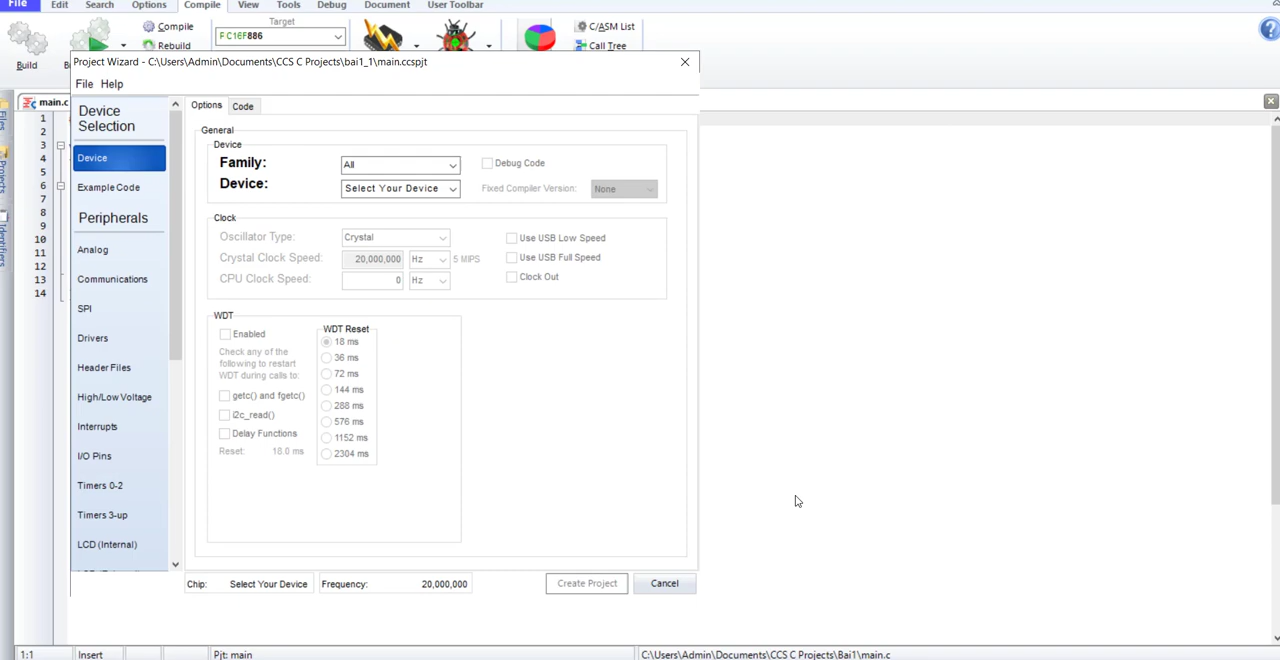 File Edit Search Options Compile View Tools Debug Document User Toolbar
Compile
Rebuild
Build
Target
PIC16F886
C/ASM List
Call Tree
Project Wizard - C:\Users\Admin\Documents\CCS C Projects\bai1_1\main.ccspjt
File Help
main.c
Files
Projects
Identifiers
1
2
3
4
5
6
7
8
9
10
11
12
13
14
Device
Selection
Device
Example Code
Peripherals
Analog
Communications
SPI
Drivers
Header Files
High/Low Voltage
Interrupts
I/O Pins
Timers 0-2
Timers 3-up
LCD (Internal)
Options Code
General
Device
Family: All Debug Code
Device: Select Your Device Fixed Compiler Version: None
Clock
Oscillator Type: Crystal Use USB Low Speed
Crystal Clock Speed: 20,000,000 Hz 5 MIPS Use USB Full Speed
CPU Clock Speed: 0 Hz Clock Out
WDT
Enabled
Check any of the
following to restart
WDT during calls to:
getc() and fgetc()
i2c_read()
Delay Functions
Reset: 18.0 ms
WDT Reset
18 ms
36 ms
72 ms
144 ms
288 ms
576 ms
1152 ms
2304 ms
Chip: Select Your Device Frequency: 20,000,000 Create Project Cancel
1:1 Insert Pjt: main C:\Users\Admin\Documents\CCS C Projects\Bai1\main.c